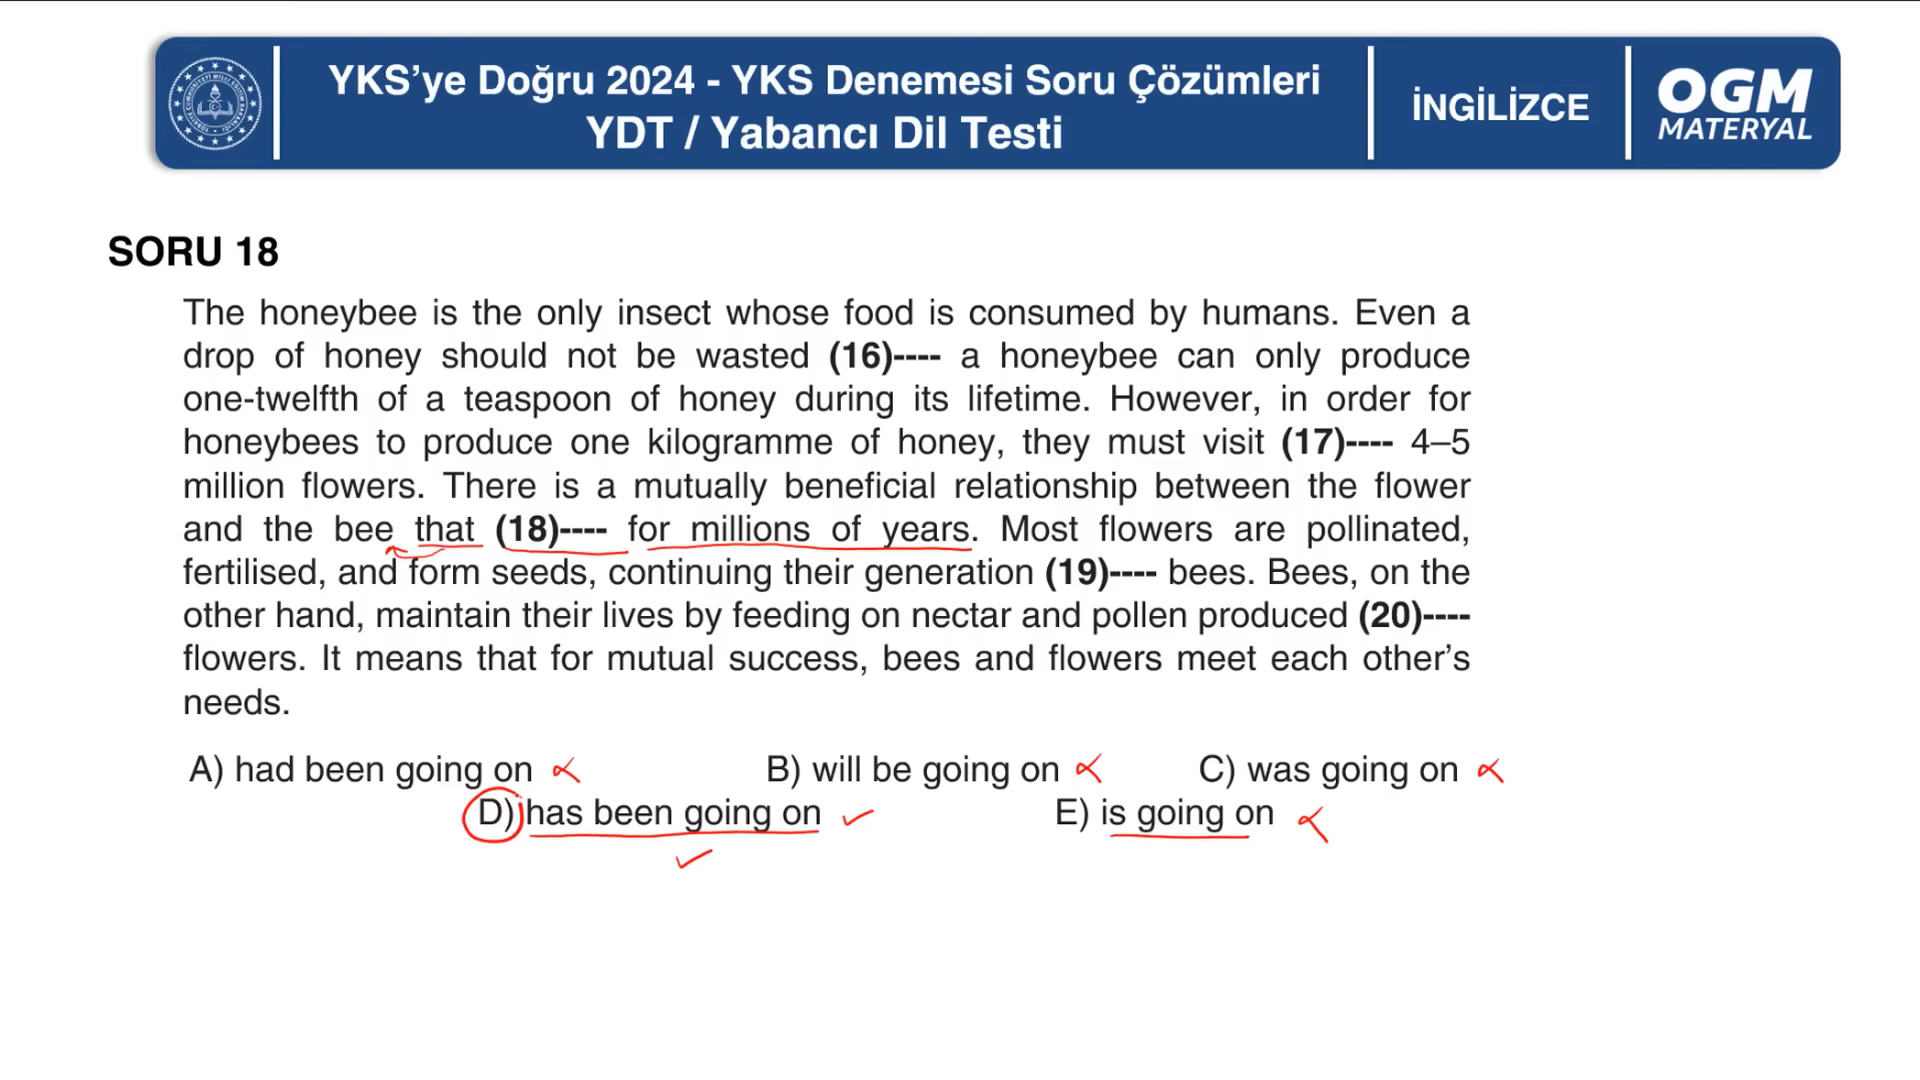 YKS’ye Doğru 2024 - YKS Denemesi Soru Çözümleri
YDT / Yabancı Dil Testi
İNGİLİZCE
OGM
MATERYAL
SORU 18
The honeybee is the only insect whose food is consumed by humans. Even a
drop of honey should not be wasted (16)---- a honeybee can only produce
one-twelfth of a teaspoon of honey during its lifetime. However, in order for
honeybees to produce one kilogramme of honey, they must visit (17)---- 4–5
million flowers. There is a mutually beneficial relationship between the flower
and the bee that (18)---- for millions of years. Most flowers are pollinated,
fertilised, and form seeds, continuing their generation (19)---- bees. Bees, on the
other hand, maintain their lives by feeding on nectar and pollen produced (20)----
flowers. It means that for mutual success, bees and flowers meet each other’s
needs.
A) had been going on B) will be going on C) was going on
D) has been going on E) is going on